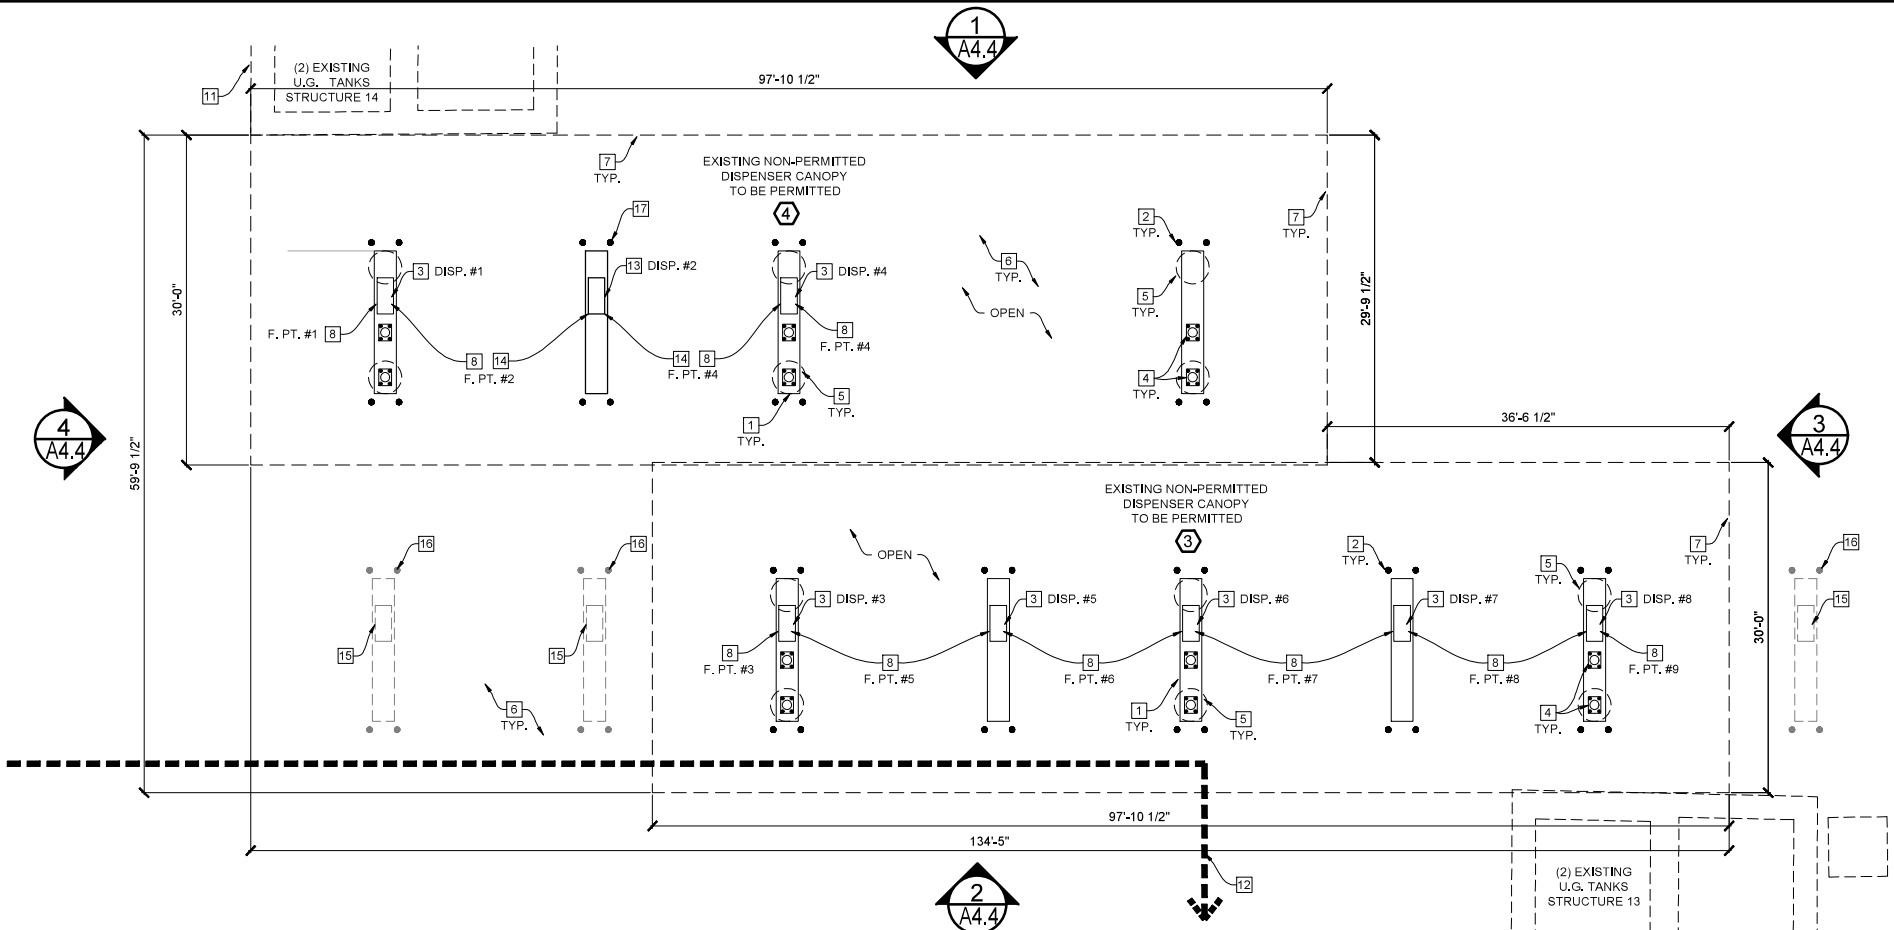 1
A4.4
(2) EXISTING
U.G. TANKS
STRUCTURE 14
11
97'-10 1/2"
7
TYP.
EXISTING NON-PERMITTED
DISPENSER CANOPY
TO BE PERMITTED
4
17
2
TYP.
7
TYP.
3 DISP. #1
13 DISP. #2
3 DISP. #4
6
TYP.
OPEN
5
TYP.
30'-0"
29'-9 1/2"
F. PT. #1 8
8 14
F. PT. #2
14 8
F. PT. #4
8
F. PT. #4
4
TYP.
5
TYP.
1
TYP.
36'-6 1/2"
4
A4.4
3
A4.4
59'-9 1/2"
EXISTING NON-PERMITTED
DISPENSER CANOPY
TO BE PERMITTED
3
16
16
OPEN
2
TYP.
5
TYP.
7
TYP.
16
3 DISP. #3
3 DISP. #5
3 DISP. #6
3 DISP. #7
3 DISP. #8
15
15
15
8
F. PT. #3
8
F. PT. #5
8
F. PT. #6
8
F. PT. #7
8
F. PT. #8
8
F. PT. #9
30'-0"
6
TYP.
1
TYP.
5
TYP.
4
TYP.
97'-10 1/2"
134'-5"
12
2
A4.4
(2) EXISTING
U.G. TANKS
STRUCTURE 13